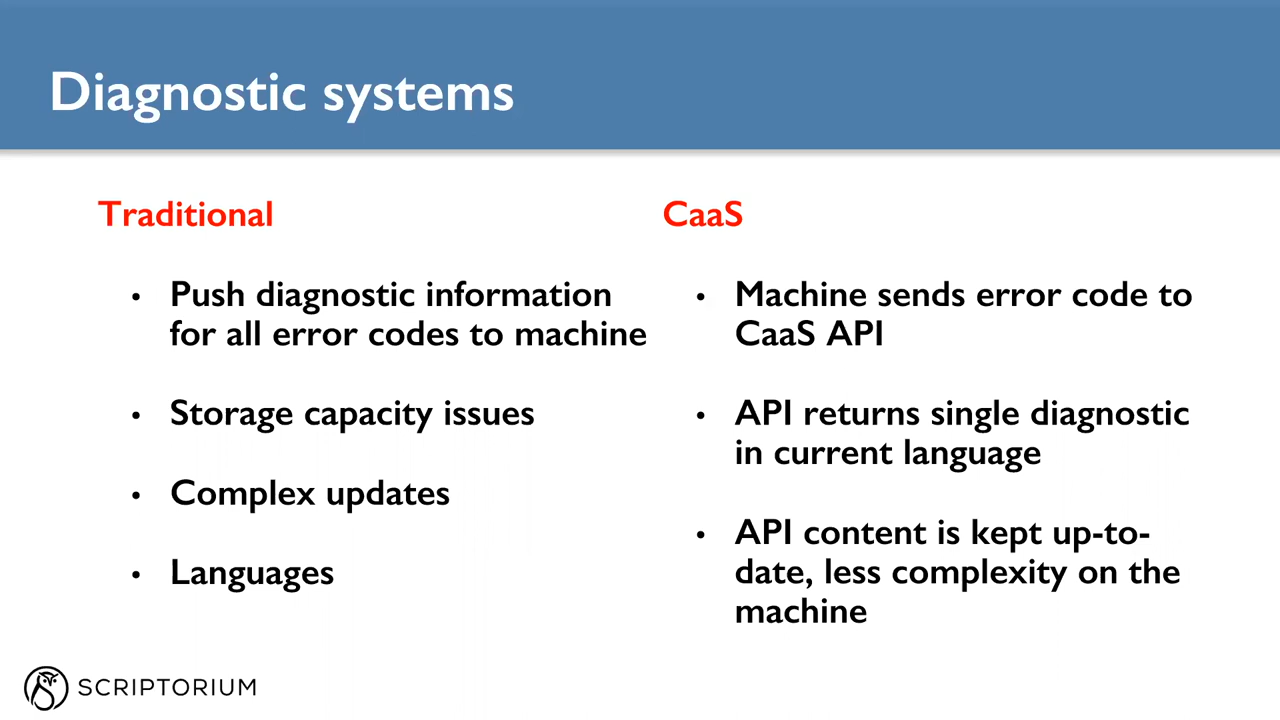 Diagnostic systems
Traditional
• Push diagnostic information
for all error codes to machine
• Storage capacity issues
• Complex updates
• Languages
CaaS
• Machine sends error code to
CaaS API
• API returns single diagnostic
in current language
• API content is kept up-to-
date, less complexity on the
machine
SCRIPTORIUM